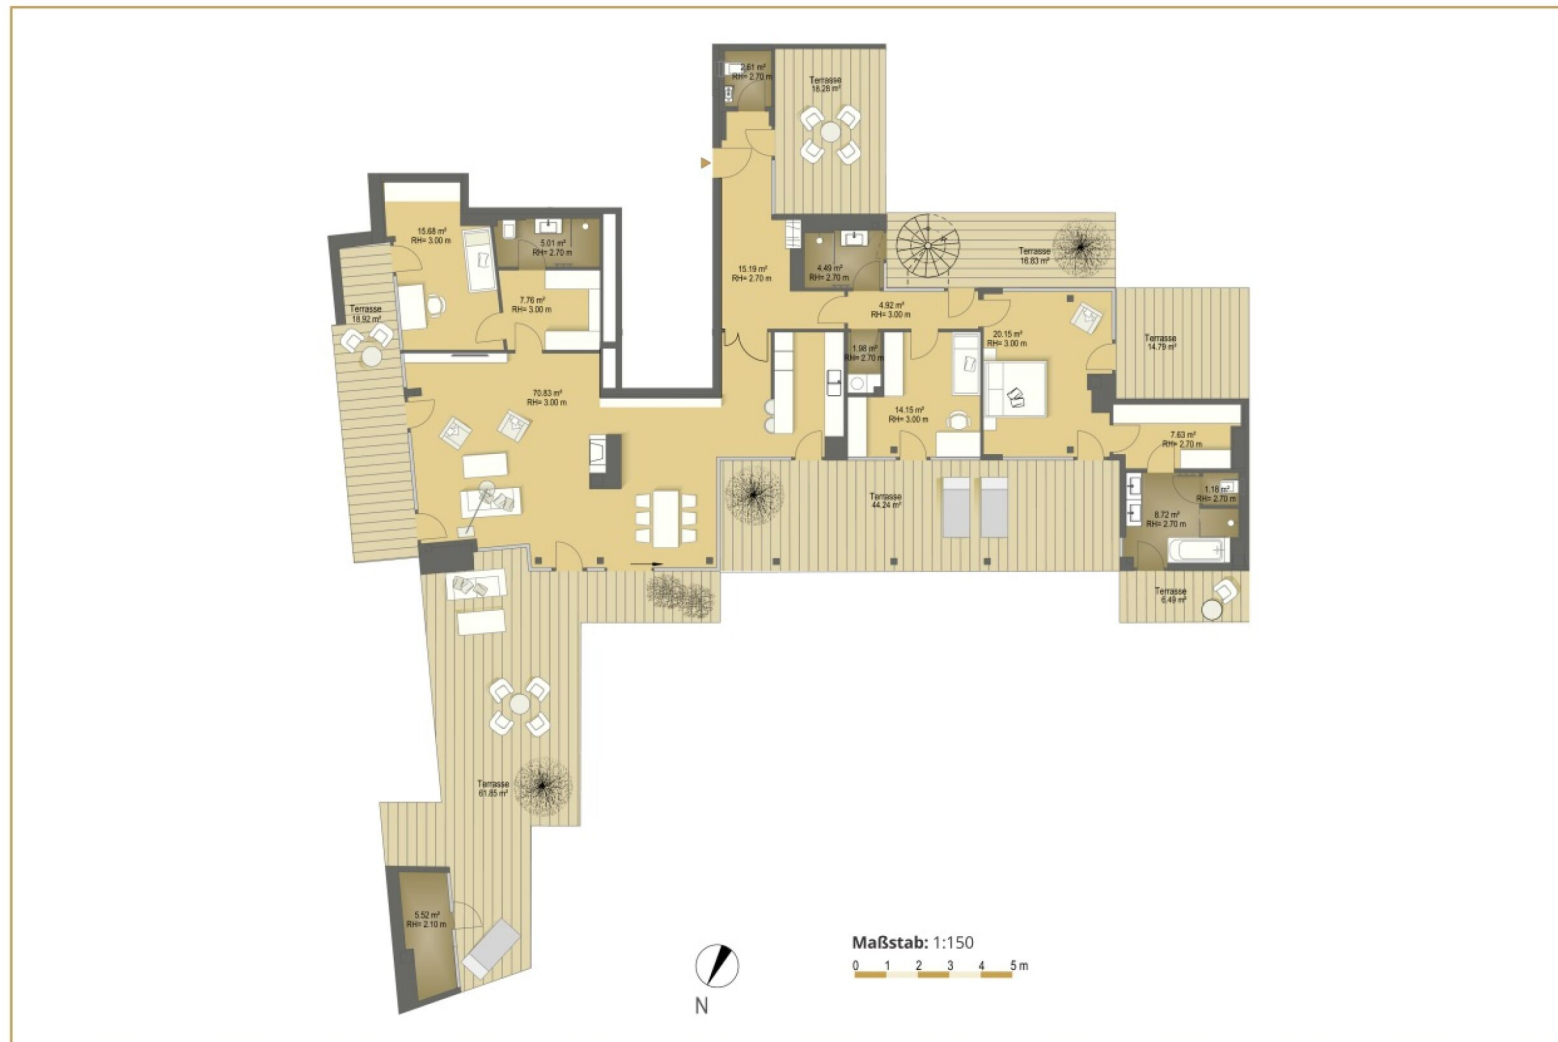 2.61 m²
RH= 2.70 m
Terrasse
16.28 m²
15.68 m²
RH= 3.00 m
5.01 m²
RH= 2.70 m
7.76 m²
RH= 3.00 m
Terrasse
18.92 m²
15.19 m²
RH= 2.70 m
4.49 m²
RH= 2.70 m
Terrasse
16.83 m²
4.92 m²
RH= 3.00 m
1.98 m²
RH= 2.70 m
20.15 m²
RH= 3.00 m
Terrasse
14.79 m²
70.83 m²
RH= 3.00 m
14.15 m²
RH= 3.00 m
7.63 m²
RH= 2.70 m
Terrasse
44.24 m²
1.18 m²
RH= 2.70 m
8.72 m²
RH= 2.70 m
Terrasse
6.49 m²
Terrasse
61.85 m²
5.52 m²
RH= 2.10 m
N
Maßstab: 1:150
0 1 2 3 4 5 m